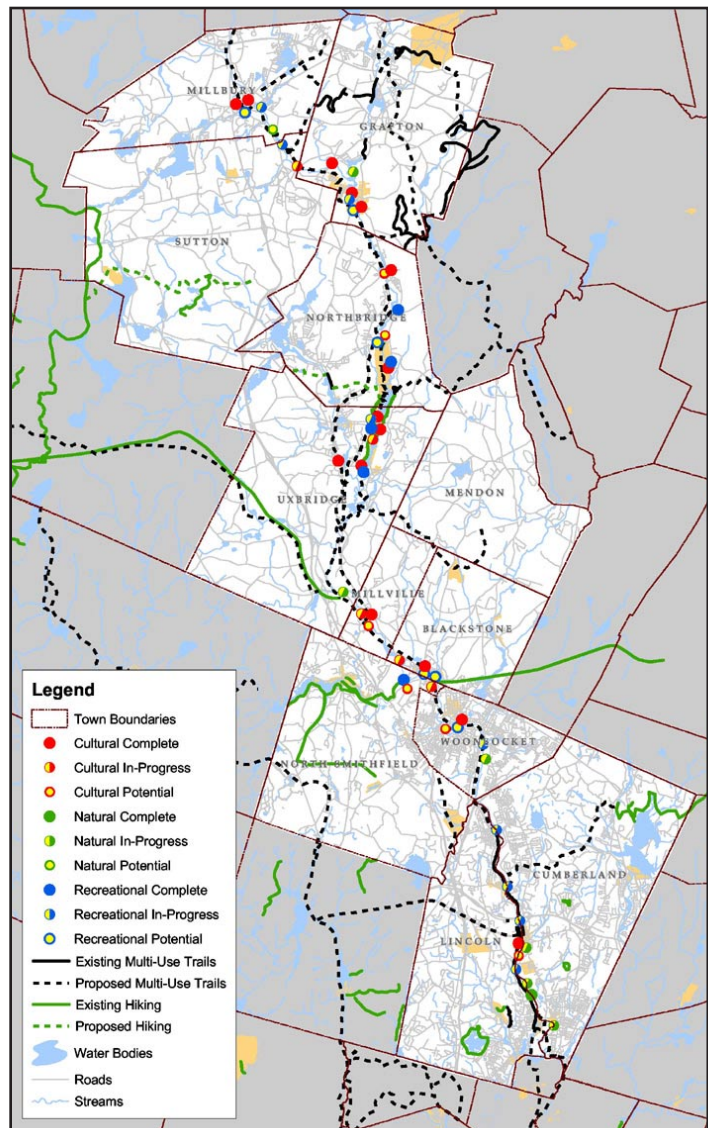 MILLBURY
GRAFTON
SUTTON
NORTHBRIDGE
UXBRIDGE
MENDON
MILLVILLE
BLACKSTONE
WOONSOCKET
NORTH SMITHFIELD
CUMBERLAND
LINCOLN
Legend
Town Boundaries
Cultural Complete
Cultural In-Progress
Cultural Potential
Natural Complete
Natural In-Progress
Natural Potential
Recreational Complete
Recreational In-Progress
Recreational Potential
Existing Multi-Use Trails
Proposed Multi-Use Trails
Existing Hiking
Proposed Hiking
Water Bodies
Roads
Streams